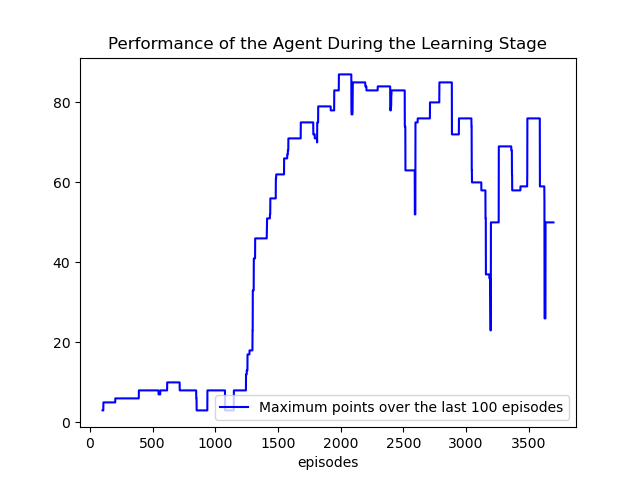 Performance of the Agent During the Learning Stage
80
60
40
20
0
Maximum points over the last 100 episodes
0 500 1000 1500 2000 2500 3000 3500
episodes